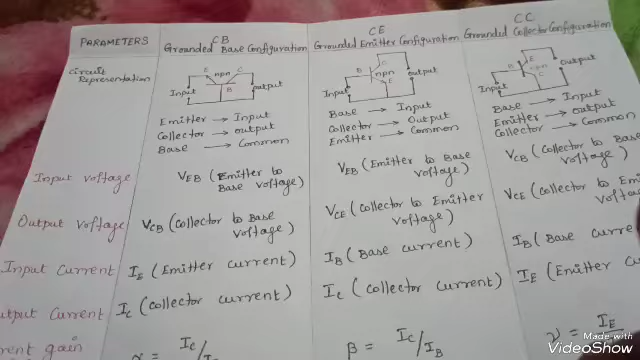 PARAMETERS
CB
Grounded Base Configuration
CE
Grounded Emitter Configuration
CC
Grounded Collector Configuration
Circuit
Representation
E C
npn
B
Input output
Emitter → Input
Collector → output
Base → Common
C
B npn
E
Input output
Base → Input
Collector → Output
Emitter → Common
E
B npn
C
Input output
Base → Input
Emitter → output
Collector → Common
Input Voltage
VEB (Emitter to
Base voltage)
VEB (Emitter to Base
voltage)
VCB (Collector to Base
voltage)
Output Voltage
VCB (Collector to Base
voltage)
VCE (Collector to Emitter
Voltage)
VCE (Collector to
Input Current
IE (Emitter current)
IB (Base current)
IB (Base
Current
IC (Collector current)
IC (Collector current)
IE (Emitter
gain
α = IC/
β = IC/IB
γ = IE
Made with
VideoShow